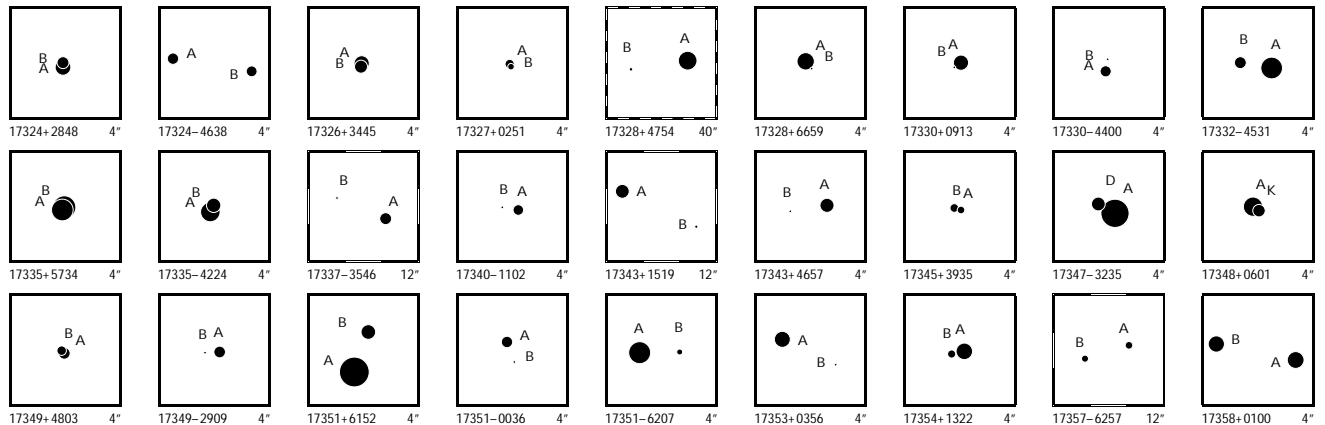 B A
17324+2848 4″
A B
17324−4638 4″
A B
17326+3445 4″
A B
17327+0251 4″
B A
17328+4754 40″
A B
17328+6659 4″
B A
17330+0913 4″
B A
17330−4400 4″
B A
17332−4531 4″
B A
17335+5734 4″
B A
17335−4224 4″
B A
17337−3546 12″
B A
17340−1102 4″
A B
17343+1519 12″
B A
17343+4657 4″
B A
17345+3935 4″
D A
17347−3235 4″
A K
17348+0601 4″
B A
17349+4803 4″
B A
17349−2909 4″
B A
17351+6152 4″
A B
17351−0036 4″
A B
17351−6207 4″
A B
17353+0356 4″
B A
17354+1322 4″
B A
17357−6257 12″
B A
17358+0100 4″